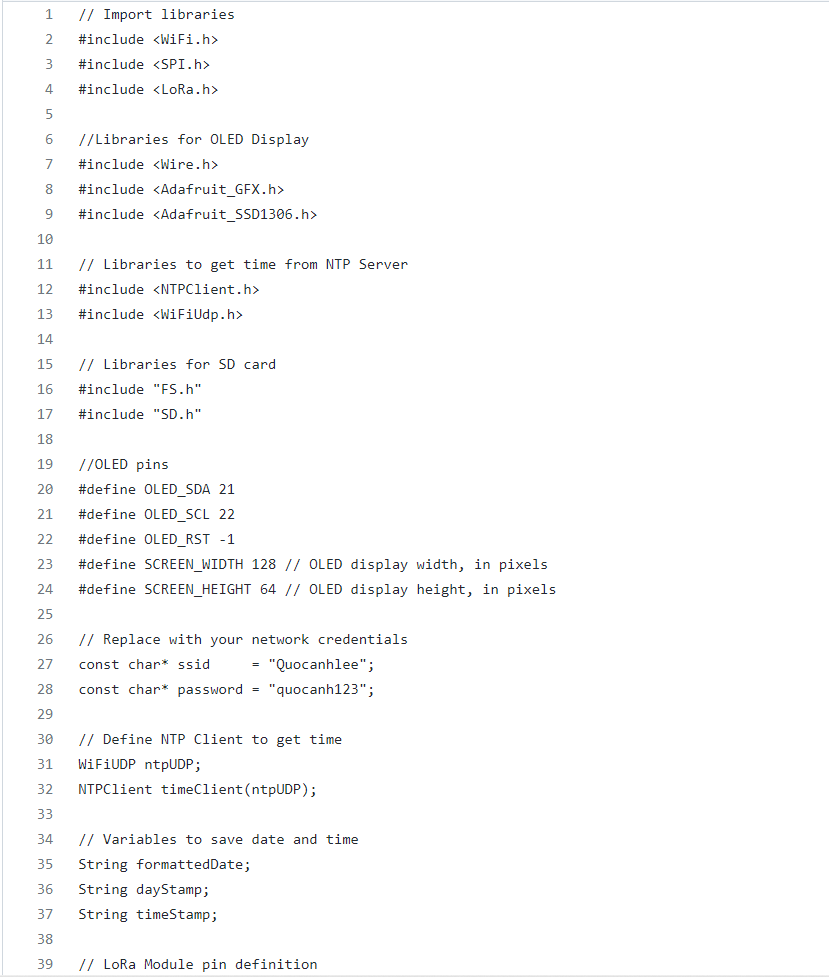 1 // Import libraries
2 #include <WiFi.h>
3 #include <SPI.h>
4 #include <LoRa.h>
5
6 //Libraries for OLED Display
7 #include <Wire.h>
8 #include <Adafruit_GFX.h>
9 #include <Adafruit_SSD1306.h>
10
11 // Libraries to get time from NTP Server
12 #include <NTPClient.h>
13 #include <WiFiUdp.h>
14
15 // Libraries for SD card
16 #include "FS.h"
17 #include "SD.h"
18
19 //OLED pins
20 #define OLED_SDA 21
21 #define OLED_SCL 22
22 #define OLED_RST -1
23 #define SCREEN_WIDTH 128 // OLED display width, in pixels
24 #define SCREEN_HEIGHT 64 // OLED display height, in pixels
25
26 // Replace with your network credentials
27 const char* ssid     = "Quocanhlee";
28 const char* password = "quocanh123";
29
30 // Define NTP Client to get time
31 WiFiUDP ntpUDP;
32 NTPClient timeClient(ntpUDP);
33
34 // Variables to save date and time
35 String formattedDate;
36 String dayStamp;
37 String timeStamp;
38
39 // LoRa Module pin definition